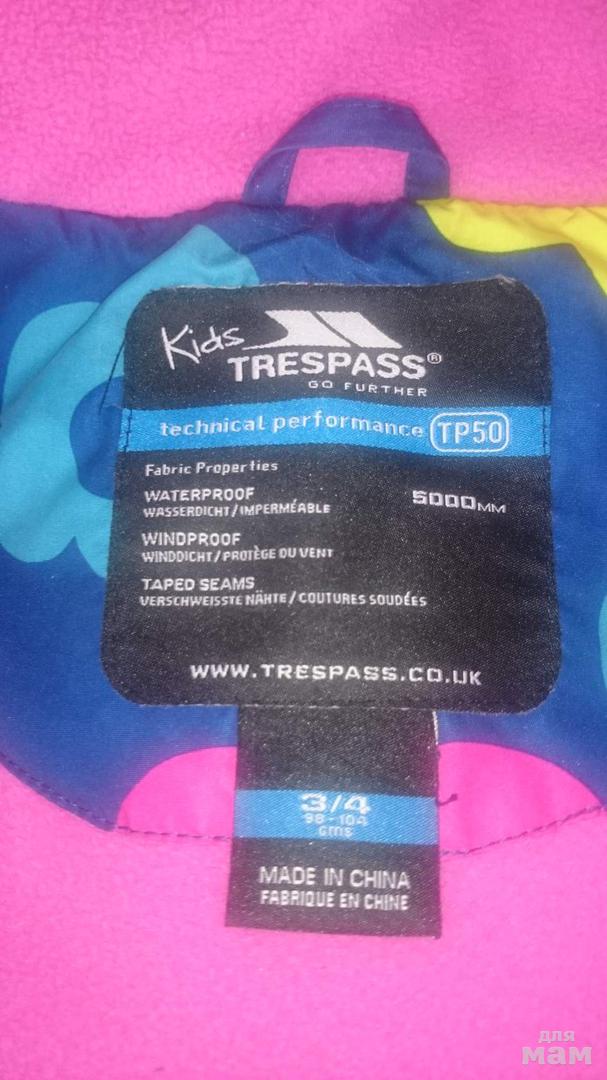 Kids
TRESPASS®
GO FURTHER
technical performance TP50
Fabric Properties
WATERPROOF 5000MM
WASSERDICHT/IMPERMÉABLE
WINDPROOF
WINDDICHT/PROTÈGE DU VENT
TAPED SEAMS
VERSCHWEISSTE NÄHTE/COUTURES SOUDÉES
WWW.TRESPASS.CO.UK
3/4
98-104
cms
MADE IN CHINA
FABRIQUE EN CHINE
для
мам